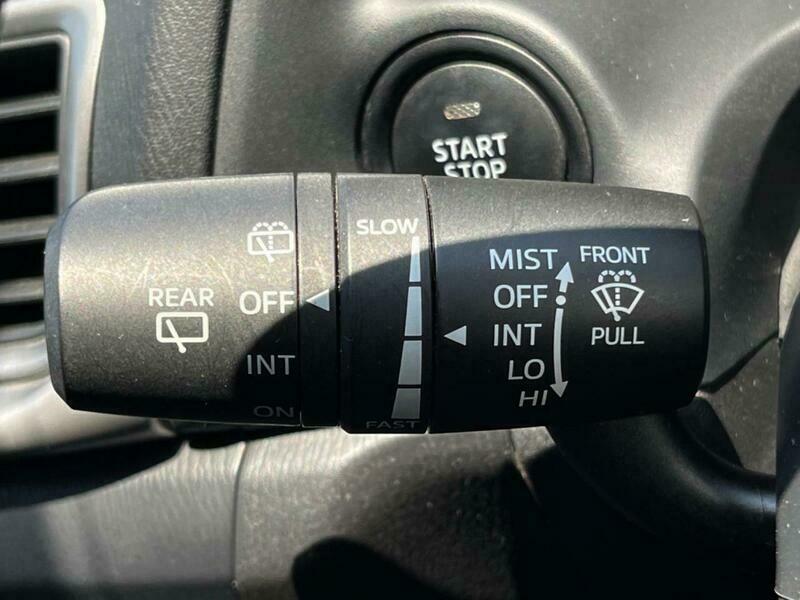 START
STOP
REAR
OFF
INT
ON
SLOW
FAST
MIST
OFF
INT
LO
HI
FRONT
PULL